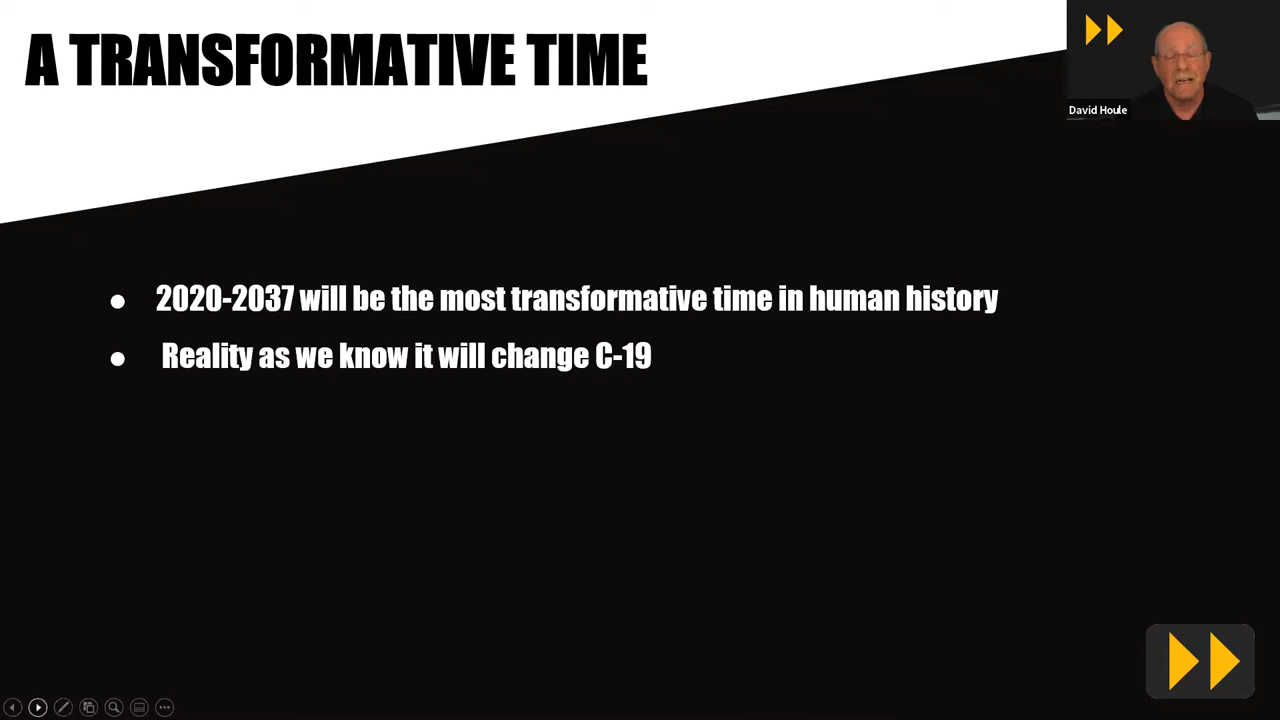 A TRANSFORMATIVE TIME
David Houle
● 2020-2037 will be the most transformative time in human history
● Reality as we know it will change C-19